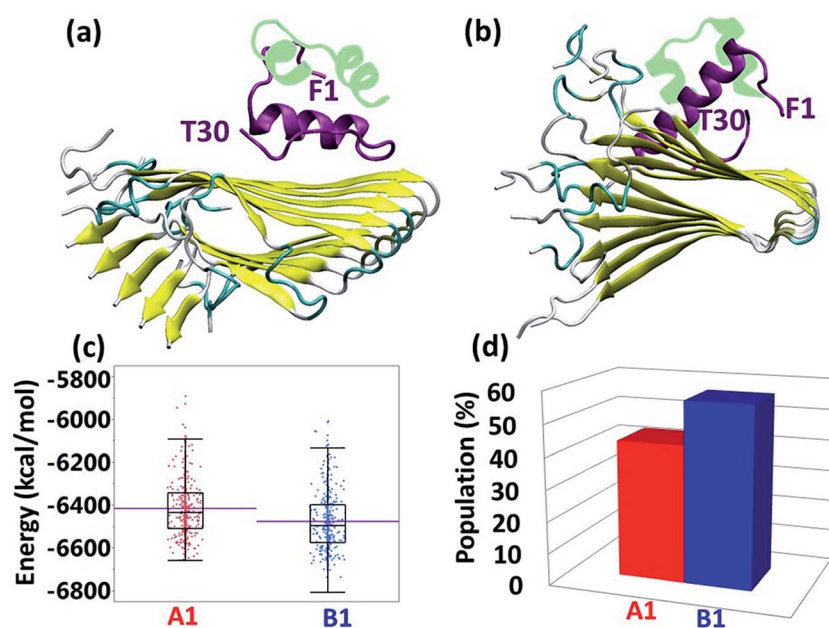 (a)
F1
T30
(b)
T30
F1
(c)
Energy (kcal/mol)
-5800
-6000
-6200
-6400
-6600
-6800
A1
B1
(d)
Population (%)
60
50
40
30
20
10
0
A1
B1